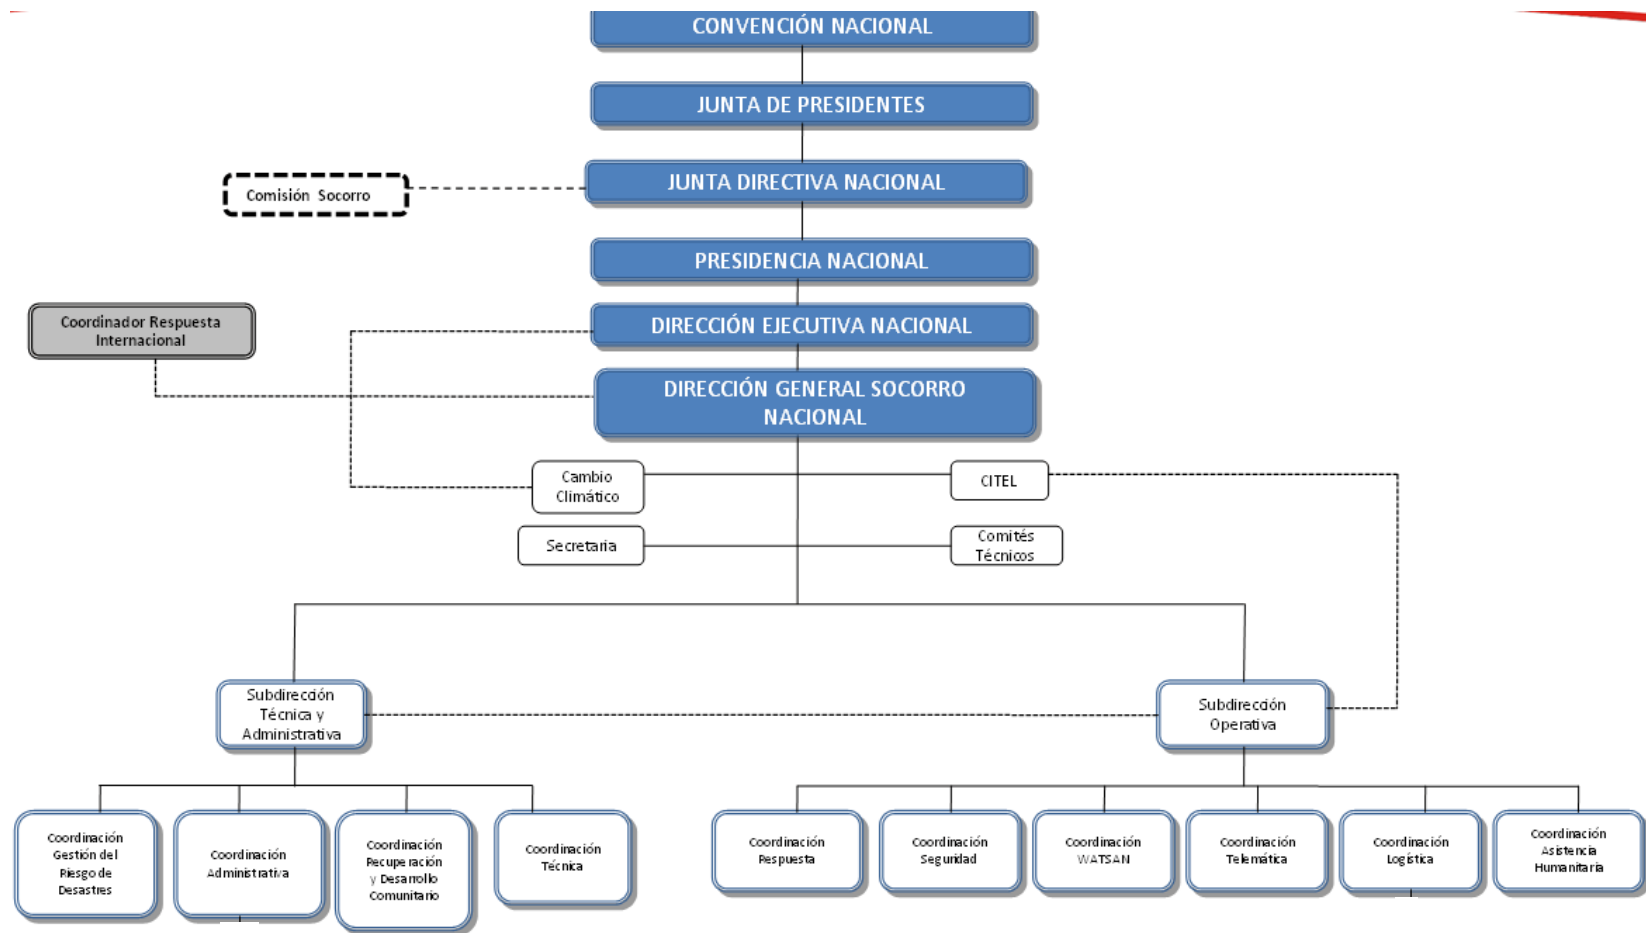 CONVENCIÓN NACIONAL
JUNTA DE PRESIDENTES
JUNTA DIRECTIVA NACIONAL
Comisión Socorro
PRESIDENCIA NACIONAL
Coordinador Respuesta
Internacional
DIRECCIÓN EJECUTIVA NACIONAL
DIRECCIÓN GENERAL SOCORRO
NACIONAL
Cambio
Climático
CITEL
Secretaria
Comités
Técnicos
Subdirección
Técnica y
Administrativa
Subdirección
Operativa
Coordinación
Gestión del
Riesgo de
Desastres
Coordinación
Administrativa
Coordinación
Recuperación
y Desarrollo
Comunitario
Coordinación
Técnica
Coordinación
Respuesta
Coordinación
Seguridad
Coordinación
WATSAN
Coordinación
Telemática
Coordinación
Logística
Coordinación
Asistencia
Humanitaria